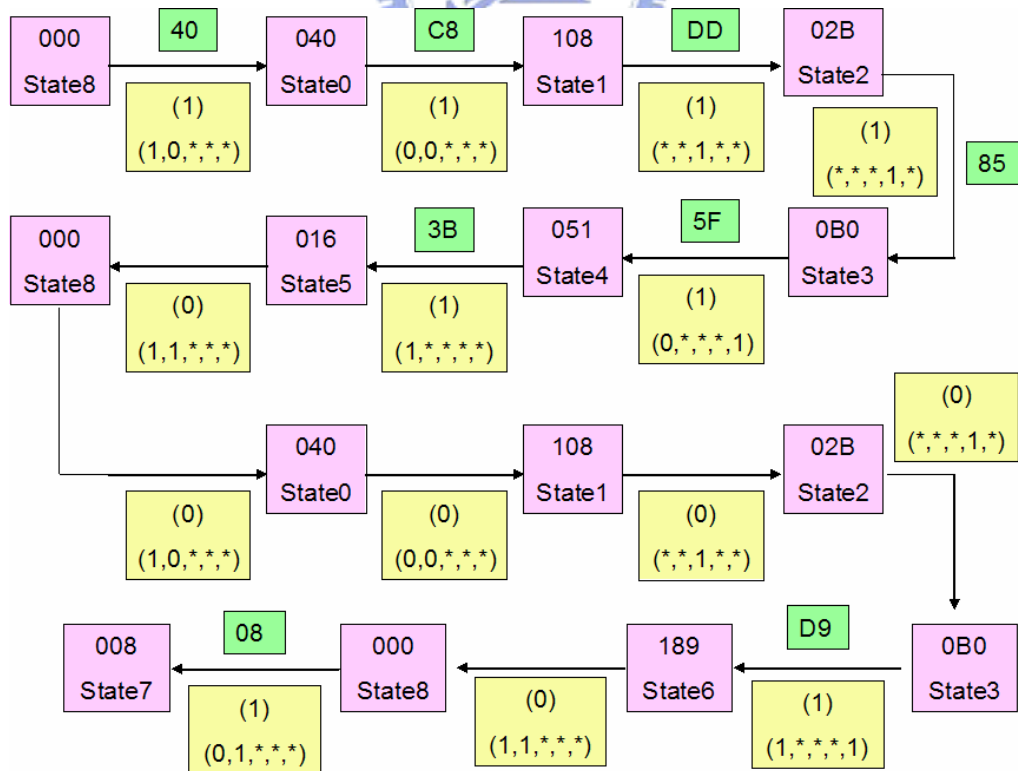 000
State8
40
(1)
(1,0,*,*,*)
040
State0
C8
(1)
(0,0,*,*,*)
108
State1
DD
(1)
(*,*,1,*,*)
02B
State2
(1)
(*,*,*,1,*)
85
000
State8
(0)
(1,1,*,*,*)
016
State5
3B
(1)
(1,*,*,*,*)
051
State4
5F
(1)
(0,*,*,*,1)
0B0
State3
(0)
(1,0,*,*,*)
040
State0
(0)
(0,0,*,*,*)
108
State1
(0)
(*,*,1,*,*)
02B
State2
(0)
(*,*,*,1,*)
008
State7
08
(1)
(0,1,*,*,*)
000
State8
(0)
(1,1,*,*,*)
189
State6
D9
(1)
(1,*,*,*,1)
0B0
State3